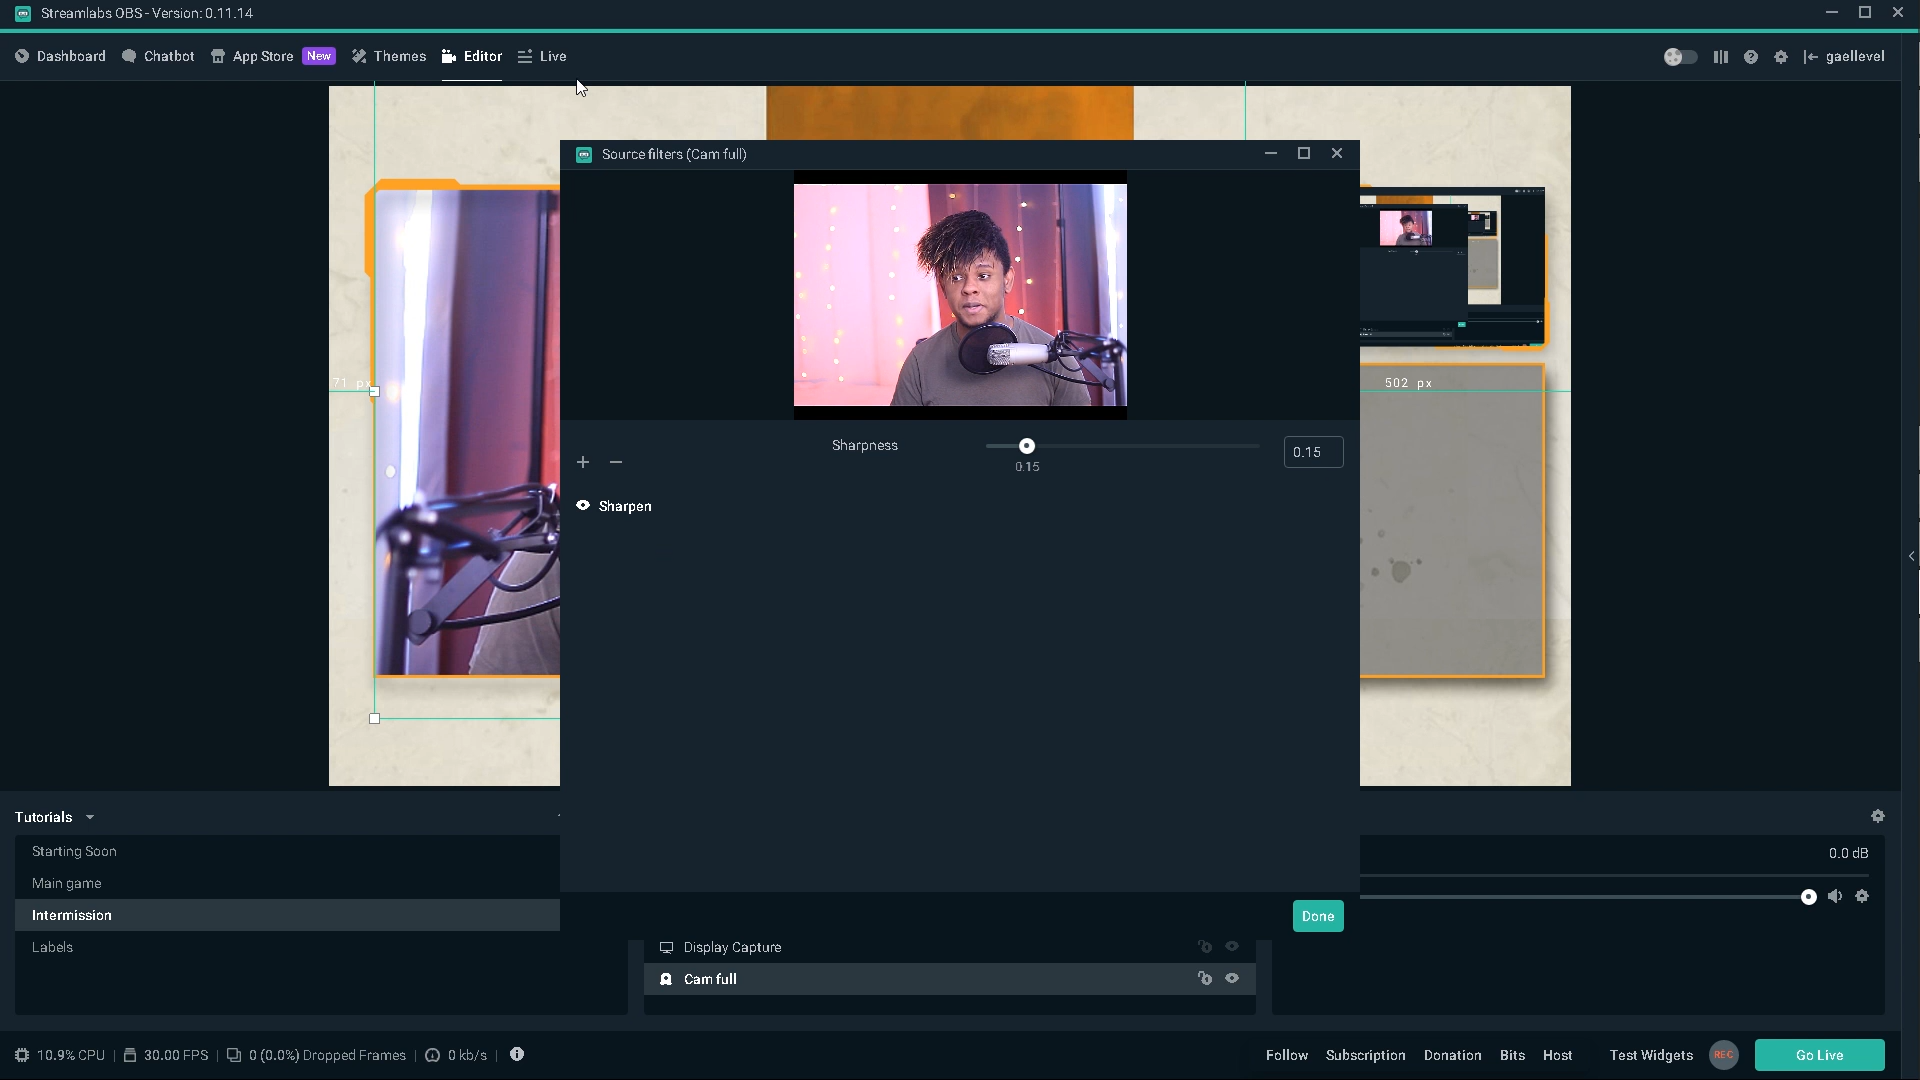 Streamlabs OBS - Version: 0.11.14
Dashboard Chatbot App Store New Themes Editor Live gaellevel
Source filters (Cam full)
71 px
502 px
Sharpness 0.15
0.15
Sharpen
Done
Tutorials
Starting Soon
Main game
Intermission
Labels
Display Capture
Cam full
0.0 dB
10.9% CPU | 30.00 FPS | 0 (0.0%) Dropped Frames | 0 kb/s |
Follow Subscription Donation Bits Host Test Widgets REC Go Live